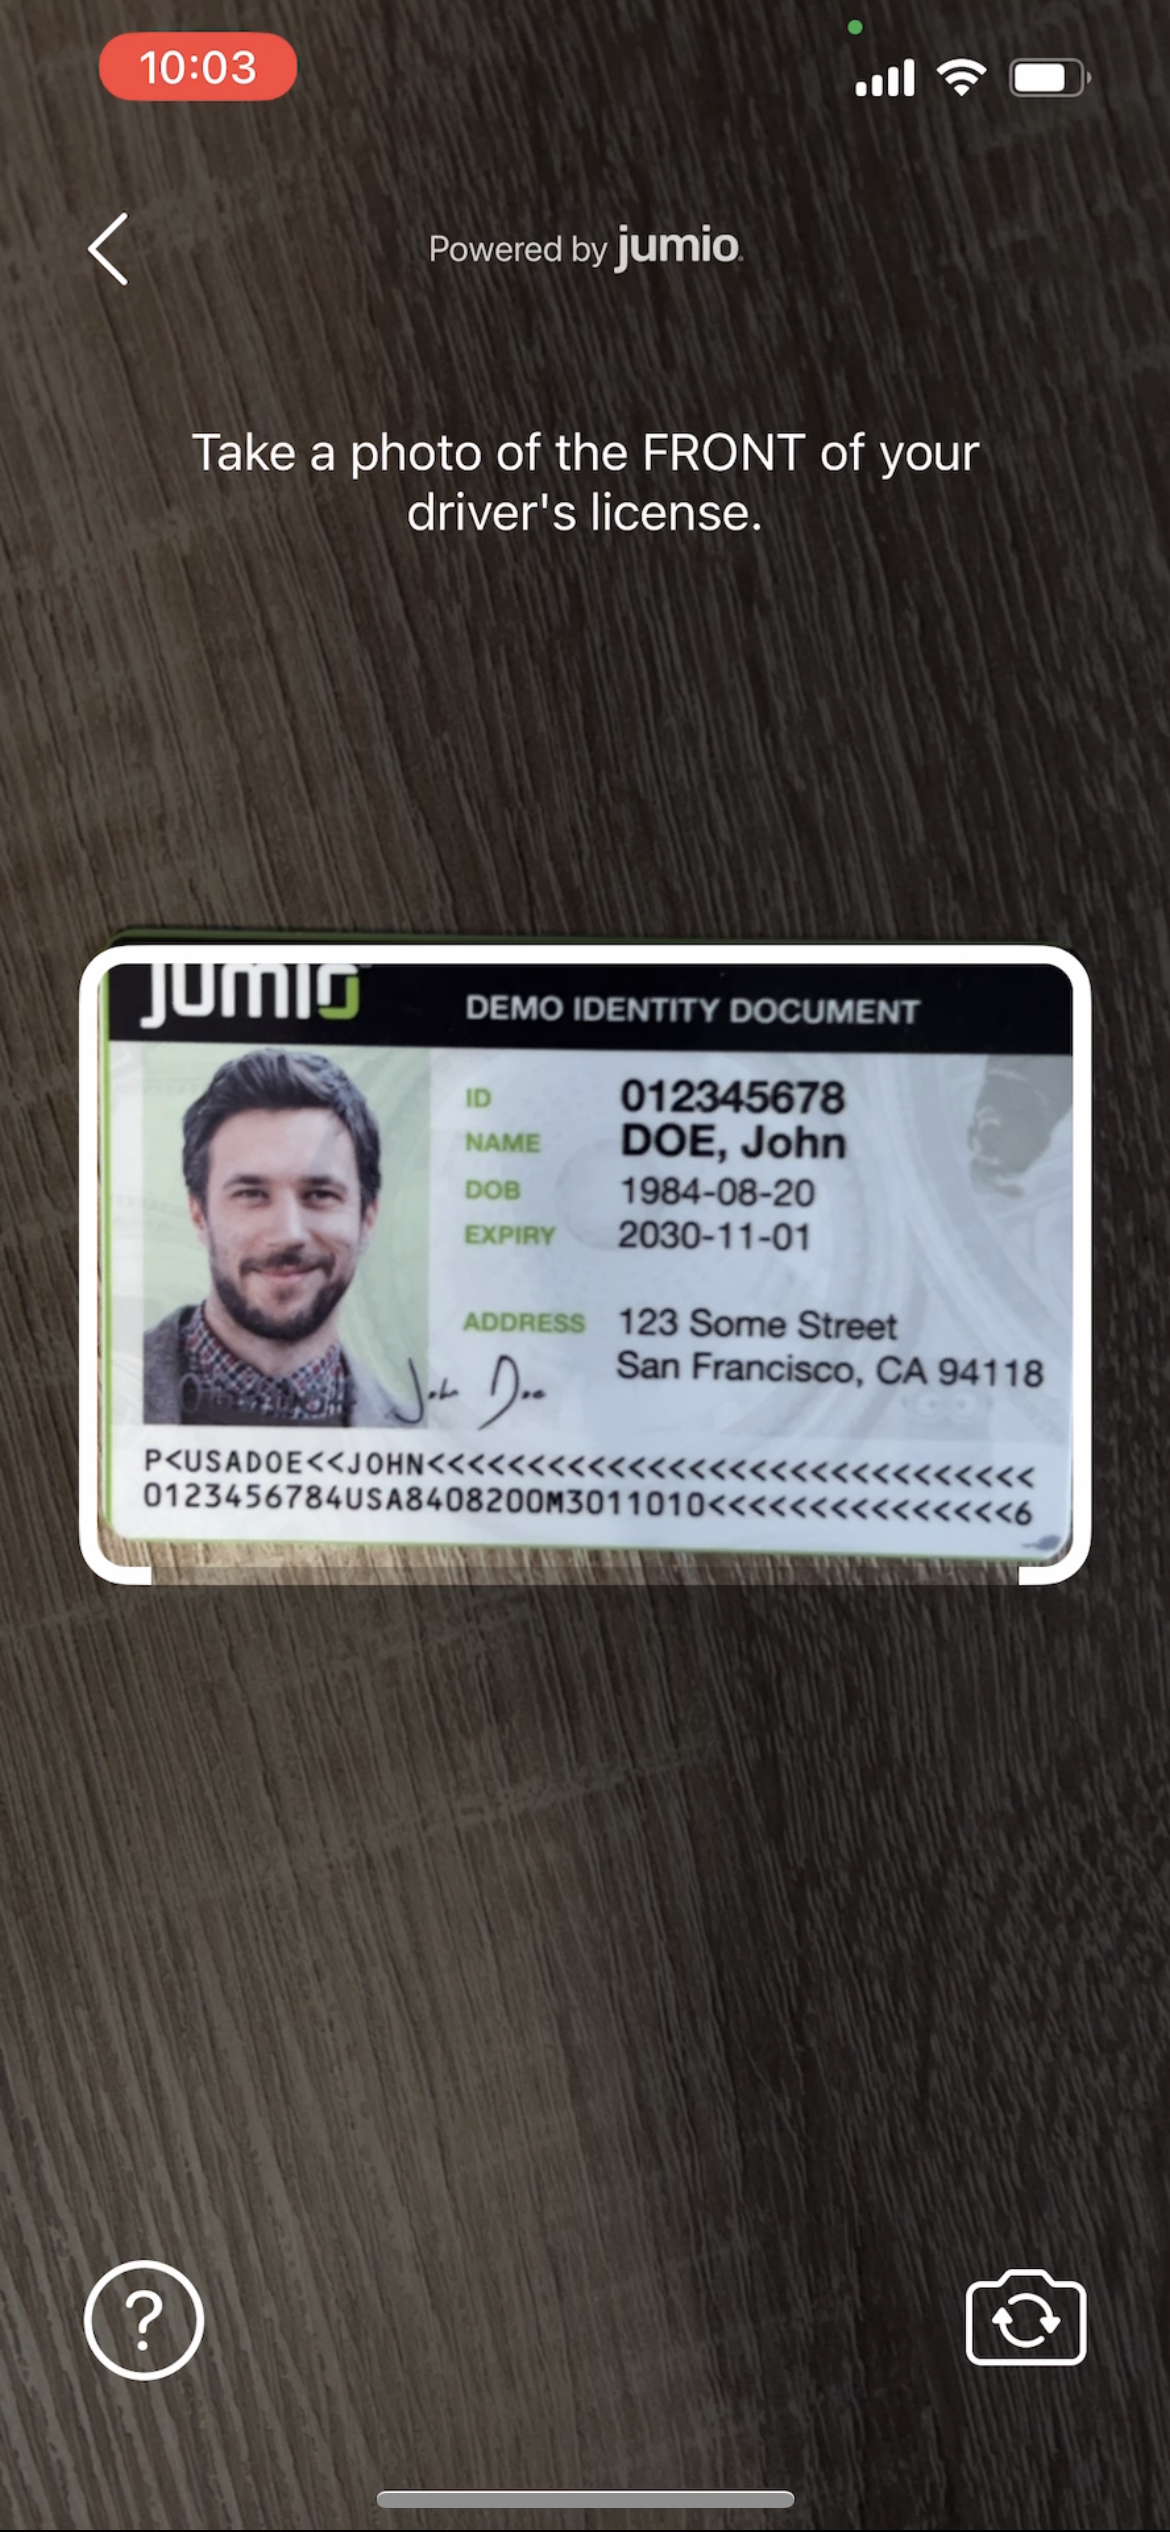 10:03
Powered by jumio
Take a photo of the FRONT of your
driver's license.
jumio
DEMO IDENTITY DOCUMENT
ID 012345678
NAME DOE, John
DOB 1984-08-20
EXPIRY 2030-11-01
ADDRESS 123 Some Street
San Francisco, CA 94118
John Doe
P<USADOE<<JOHN<<<<<<<<<<<<<<<<<<<<<<<<<<<<<<
0123456784USA8408200M3011010<<<<<<<<<<<<<<<6
?